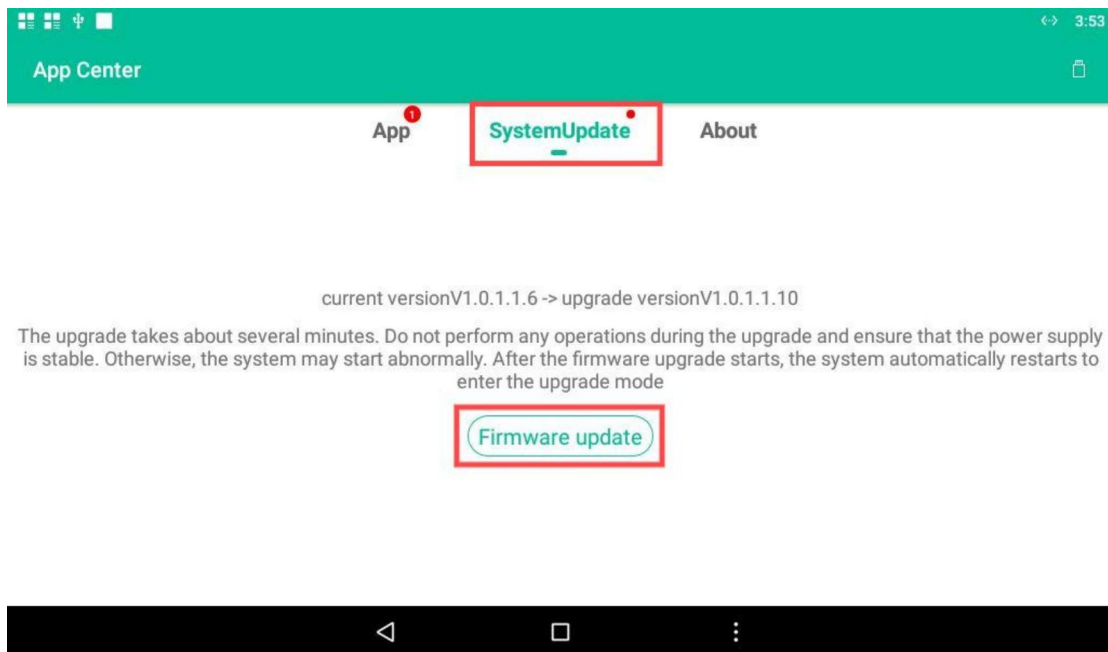 3:53
App Center
App 1 SystemUpdate About
current versionV1.0.1.1.6 -> upgrade versionV1.0.1.1.10
The upgrade takes about several minutes. Do not perform any operations during the upgrade and ensure that the power supply
is stable. Otherwise, the system may start abnormally. After the firmware upgrade starts, the system automatically restarts to
enter the upgrade mode
Firmware update